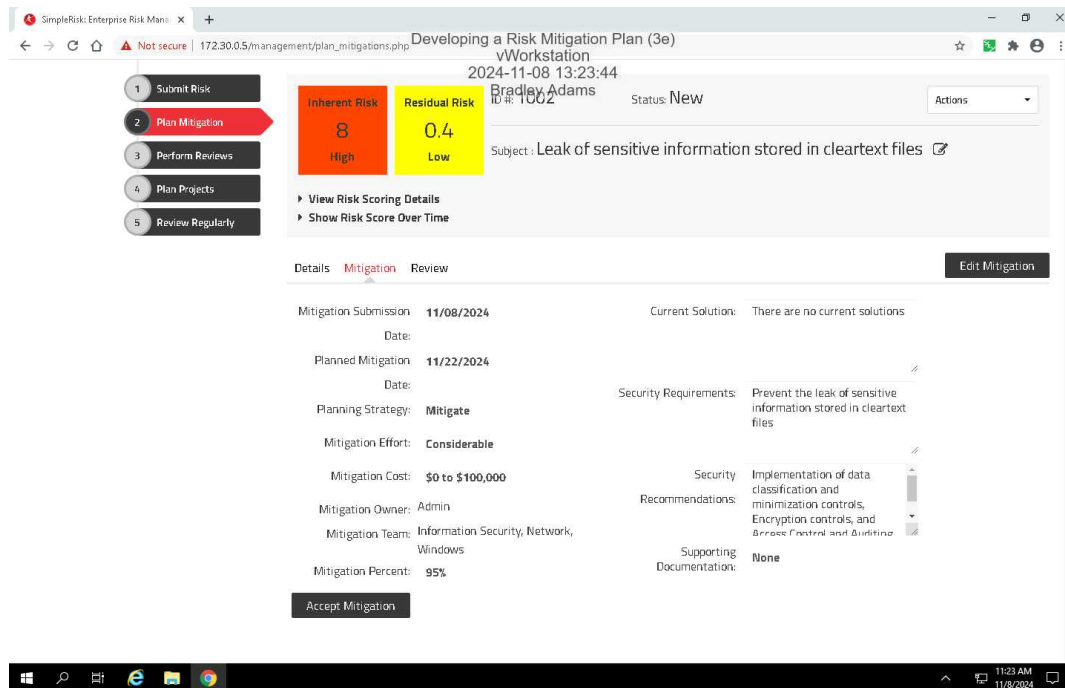 SimpleRisk: Enterprise Risk Mana
Not secure | 172.30.0.5/management/plan_mitigations.php
Developing a Risk Mitigation Plan (3e)
vWorkstation
2024-11-08 13:23:44
Bradley Adams
1 Submit Risk
2 Plan Mitigation
3 Perform Reviews
4 Plan Projects
5 Review Regularly
Inherent Risk
8
High
Residual Risk
0.4
Low
ID #: 1002
Status: New
Actions
Subject : Leak of sensitive information stored in cleartext files
View Risk Scoring Details
Show Risk Score Over Time
Details Mitigation Review
Edit Mitigation
Mitigation Submission Date: 11/08/2024
Planned Mitigation Date: 11/22/2024
Planning Strategy: Mitigate
Mitigation Effort: Considerable
Mitigation Cost: $0 to $100,000
Mitigation Owner: Admin
Mitigation Team: Information Security, Network,
Windows
Mitigation Percent: 95%
Accept Mitigation
Current Solution: There are no current solutions
Security Requirements: Prevent the leak of sensitive
information stored in cleartext
files
Security Recommendations: Implementation of data
classification and
minimization controls,
Encryption controls, and
Access Control and Auditing
Supporting Documentation: None
11:23 AM
11/8/2024